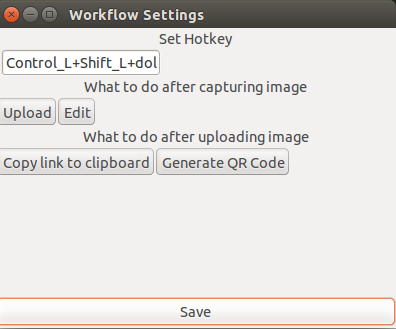 Workflow Settings
Set Hotkey
Control_L+Shift_L+dol
What to do after capturing image
Upload Edit
What to do after uploading image
Copy link to clipboard Generate QR Code
Save